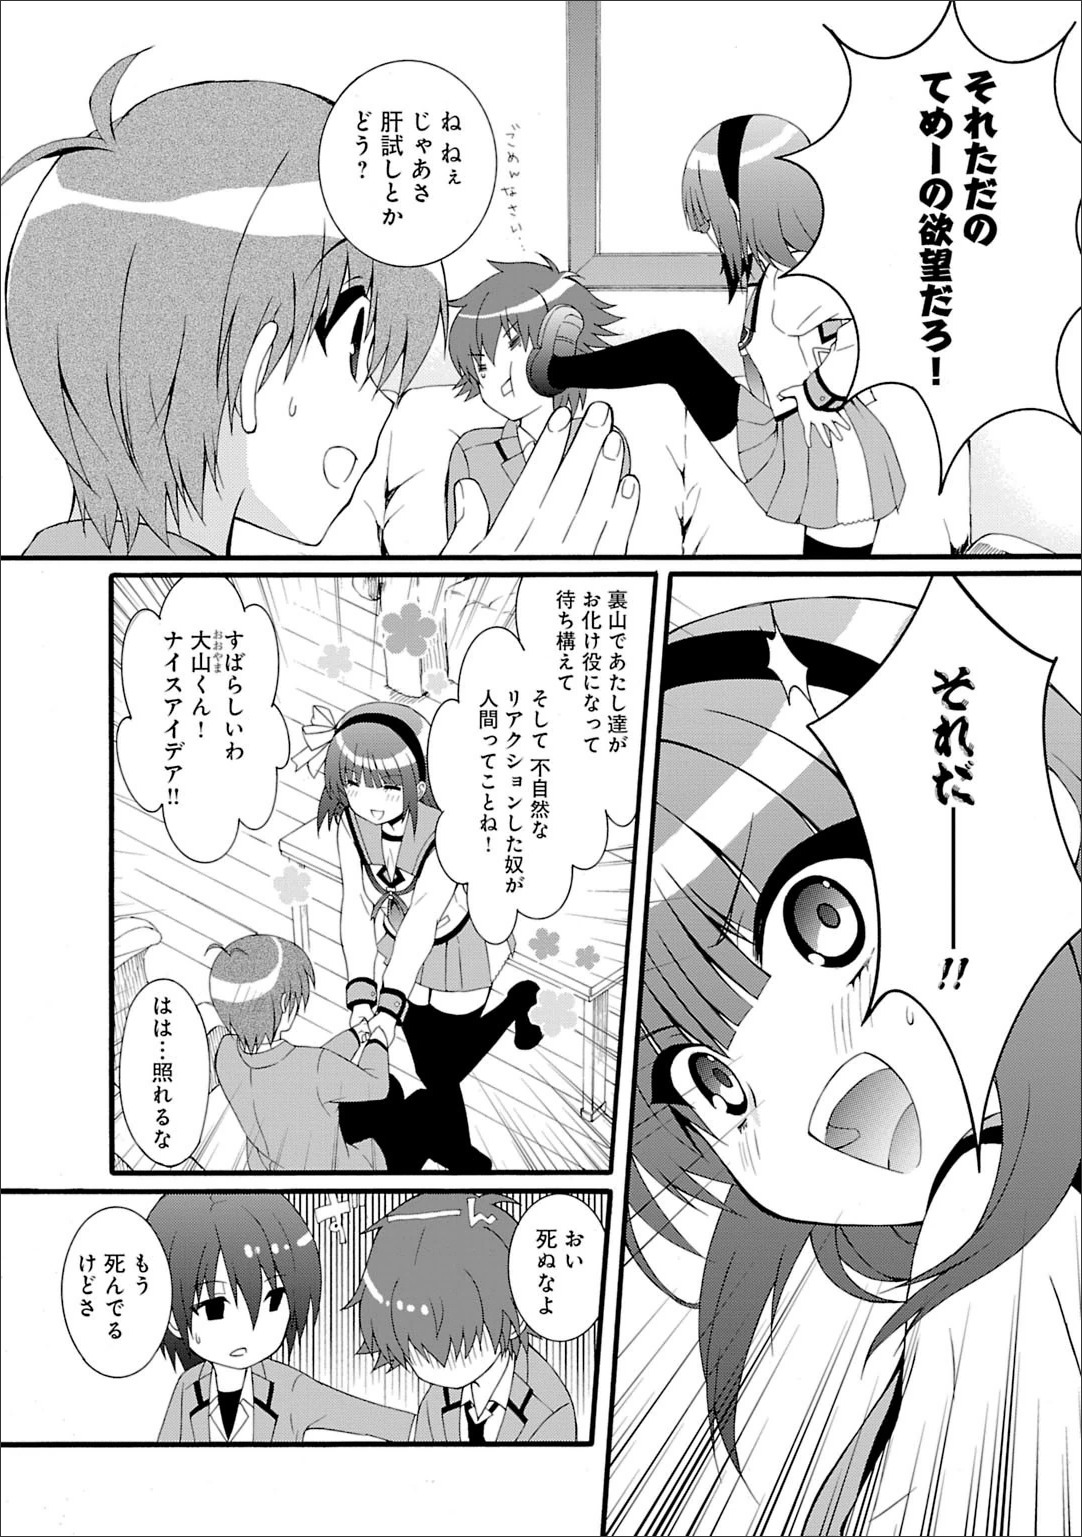 それただの
てめーの欲望だろ！
ねねぇ
じゃあさ
肝試しとか
どう？
ごめんなさい…
それだ――!!
裏山であたし達が
お化け役になって
待ち構えて
そして 不自然な
リアクションした奴が
人間ってことね！
すばらしいわ
大山くん！
おおやま
ナイスアイデア!!
はは…照れるな
おい
死ぬなよ
もう
死んでる
けどさ